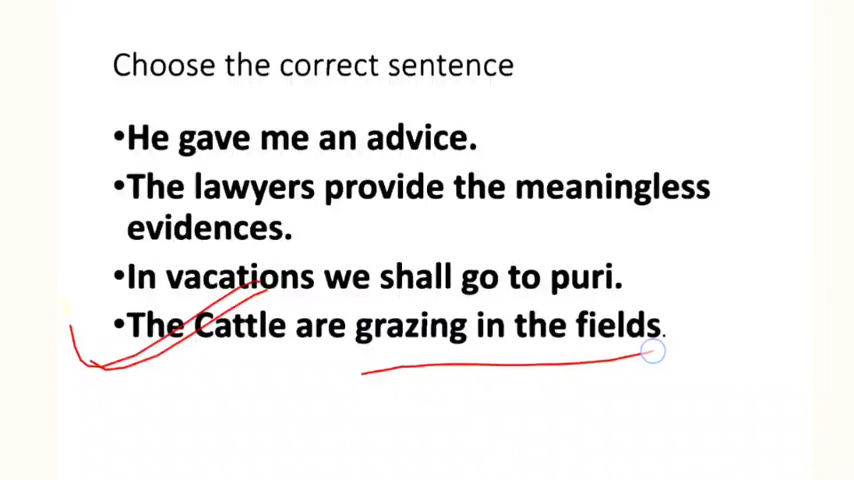 Choose the correct sentence
•He gave me an advice.
•The lawyers provide the meaningless
evidences.
•In vacations we shall go to puri.
•The Cattle are grazing in the fields.